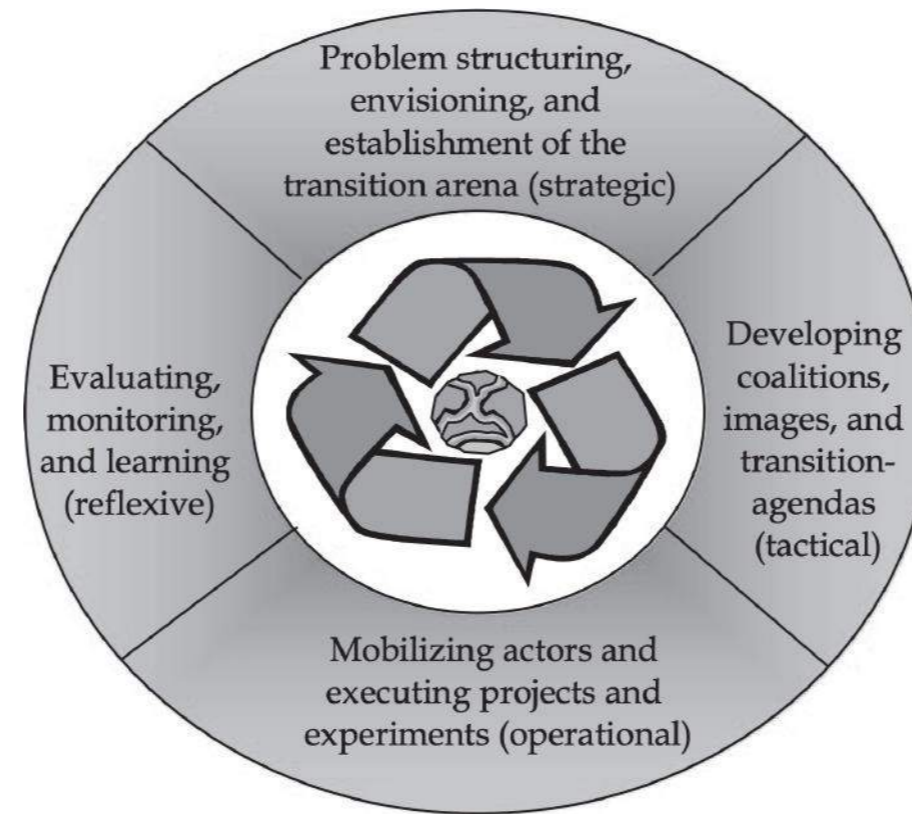 Problem structuring,
envisioning, and
establishment of the
transition arena (strategic)
Developing
coalitions,
images, and
transition-
agendas
(tactical)
Mobilizing actors and
executing projects and
experiments (operational)
Evaluating,
monitoring,
and learning
(reflexive)